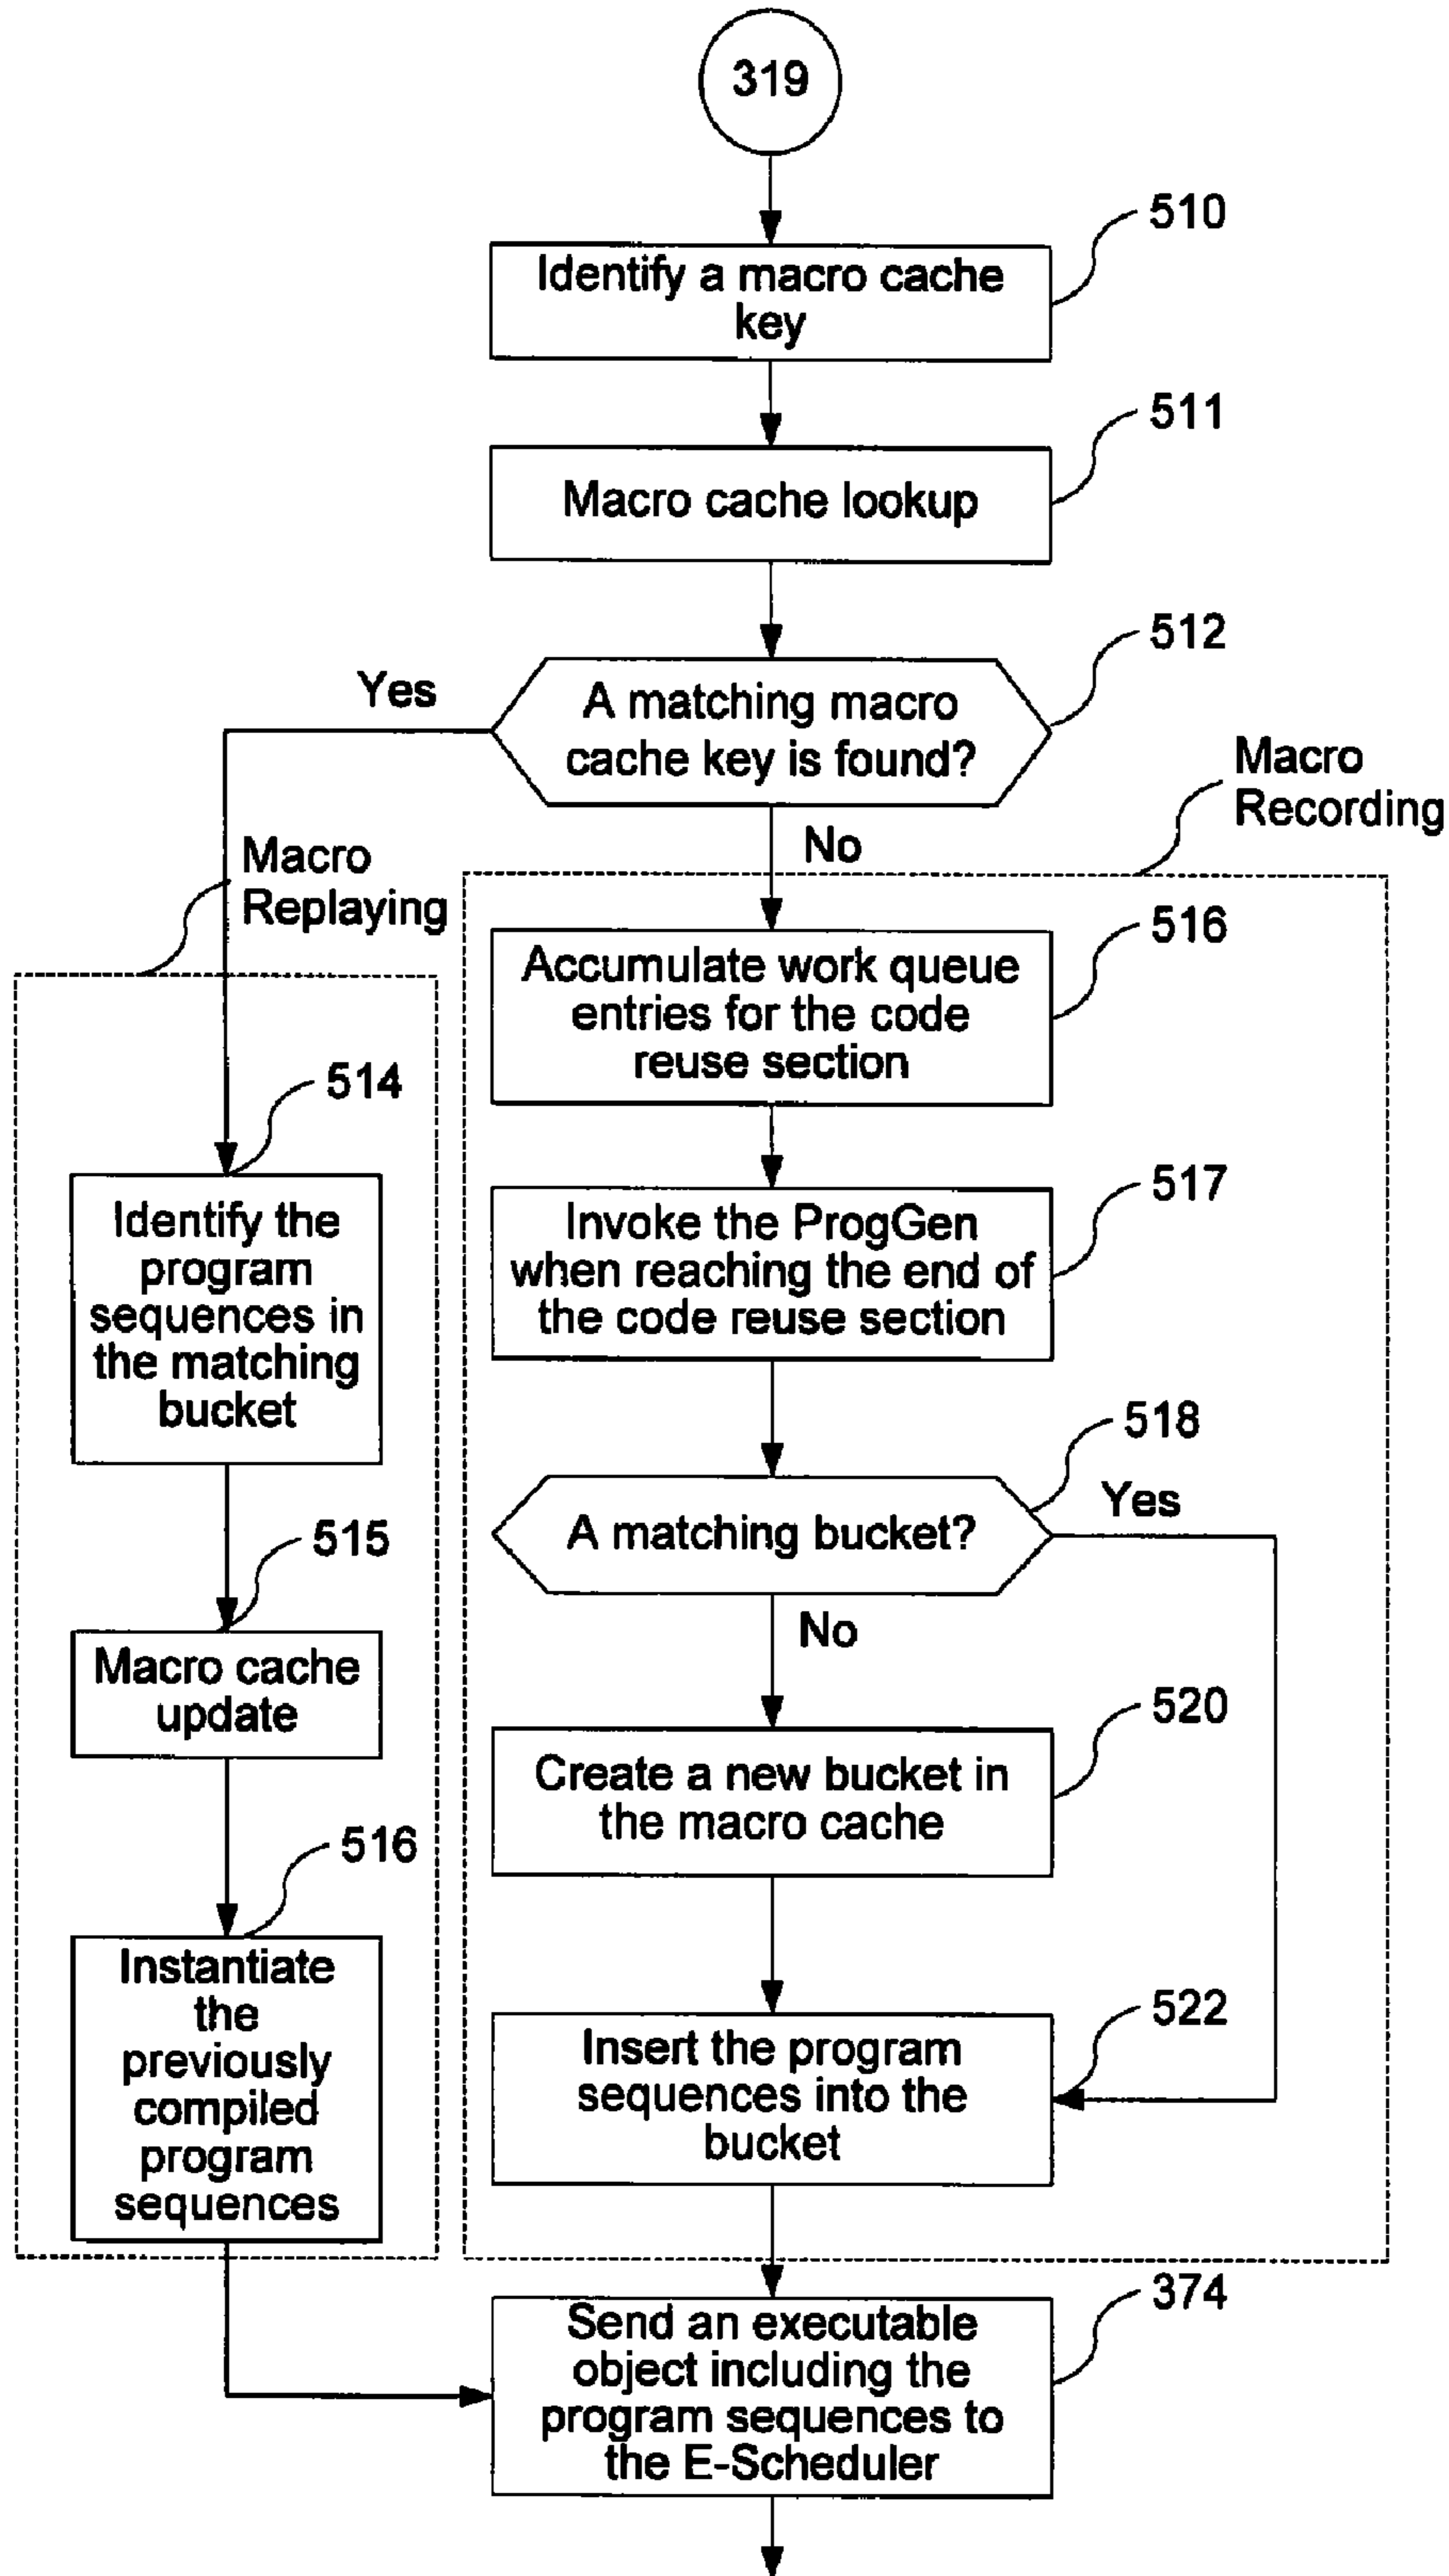 319
510
Identify a macro cache
key
511
Macro cache lookup
512
Yes
A matching macro
cache key is found?
Macro
Recording
No
Macro
Replaying
516
Accumulate work queue
entries for the code
reuse section
514
Identify the
program
sequences in
the matching
bucket
517
Invoke the ProgGen
when reaching the end of
the code reuse section
518
Yes
A matching bucket?
515
No
Macro cache
update
520
Create a new bucket in
the macro cache
516
Instantiate
the
previously
compiled
program
sequences
522
Insert the program
sequences into the
bucket
374
Send an executable
object including the
program sequences to
the E-Scheduler